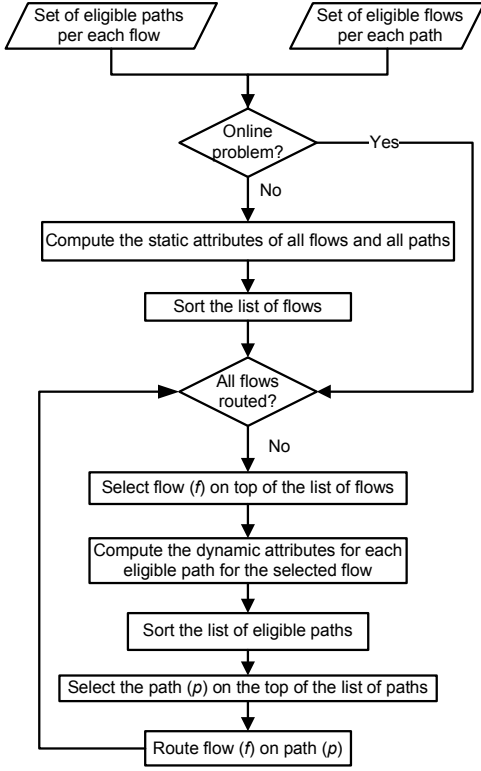 Set of eligible paths
per each flow
Set of eligible flows
per each path
Online
problem?
Yes
No
Compute the static attributes of all flows and all paths
Sort the list of flows
All flows
routed?
No
Select flow (f) on top of the list of flows
Compute the dynamic attributes for each
eligible path for the selected flow
Sort the list of eligible paths
Select the path (p) on the top of the list of paths
Route flow (f) on path (p)